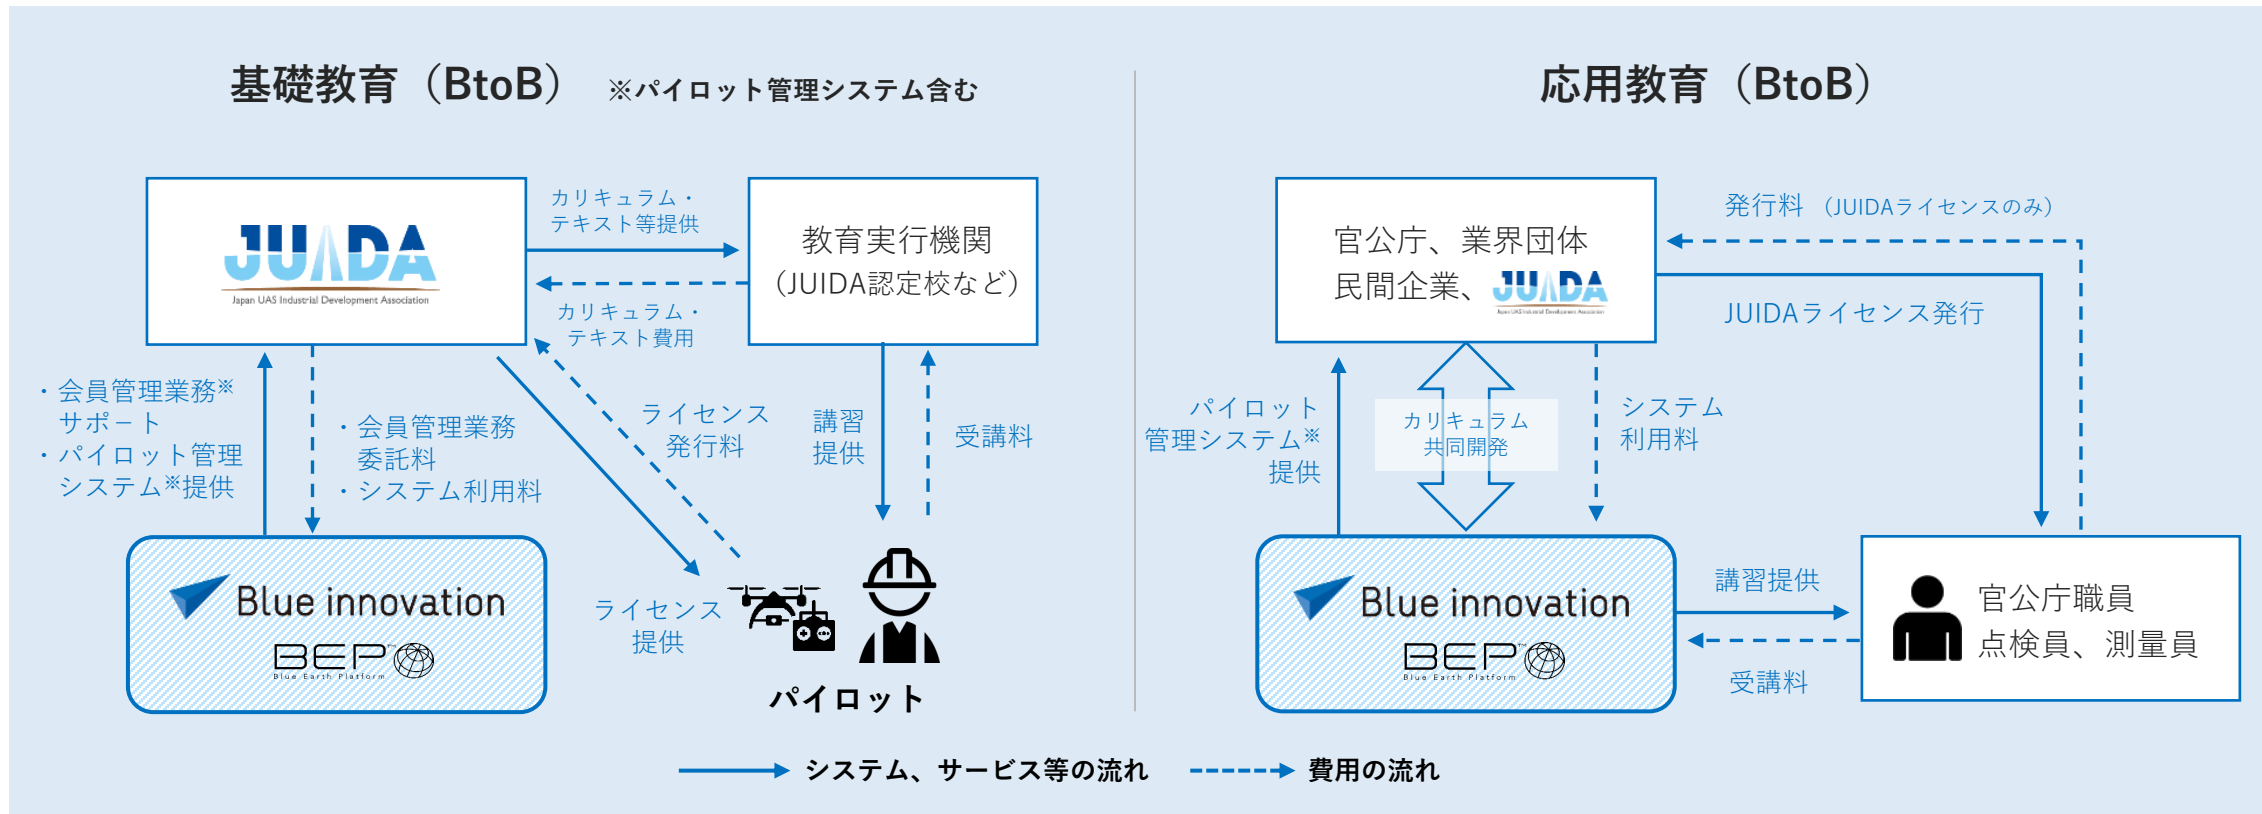 基礎教育（BtoB） ※パイロット管理システム含む
JUIDA
Japan UAS Industrial Development Association
カリキュラム・
テキスト等提供
カリキュラム・
テキスト費用
教育実行機関
（JUIDA認定校など）
・会員管理業務※
サポート
・パイロット管理
システム※提供
・会員管理業務
委託料
・システム利用料
ライセンス
発行料
講習
提供
受講料
ライセンス
提供
Blue innovation
BEP™
Blue Earth Platform
パイロット
応用教育（BtoB）
官公庁、業界団体
民間企業、JUIDA
Japan UAS Industrial Development Association
発行料 （JUIDAライセンスのみ）
JUIDAライセンス発行
パイロット
管理システム※
提供
カリキュラム
共同開発
システム
利用料
Blue innovation
BEP™
Blue Earth Platform
講習提供
受講料
官公庁職員
点検員、測量員
システム、サービス等の流れ
費用の流れ